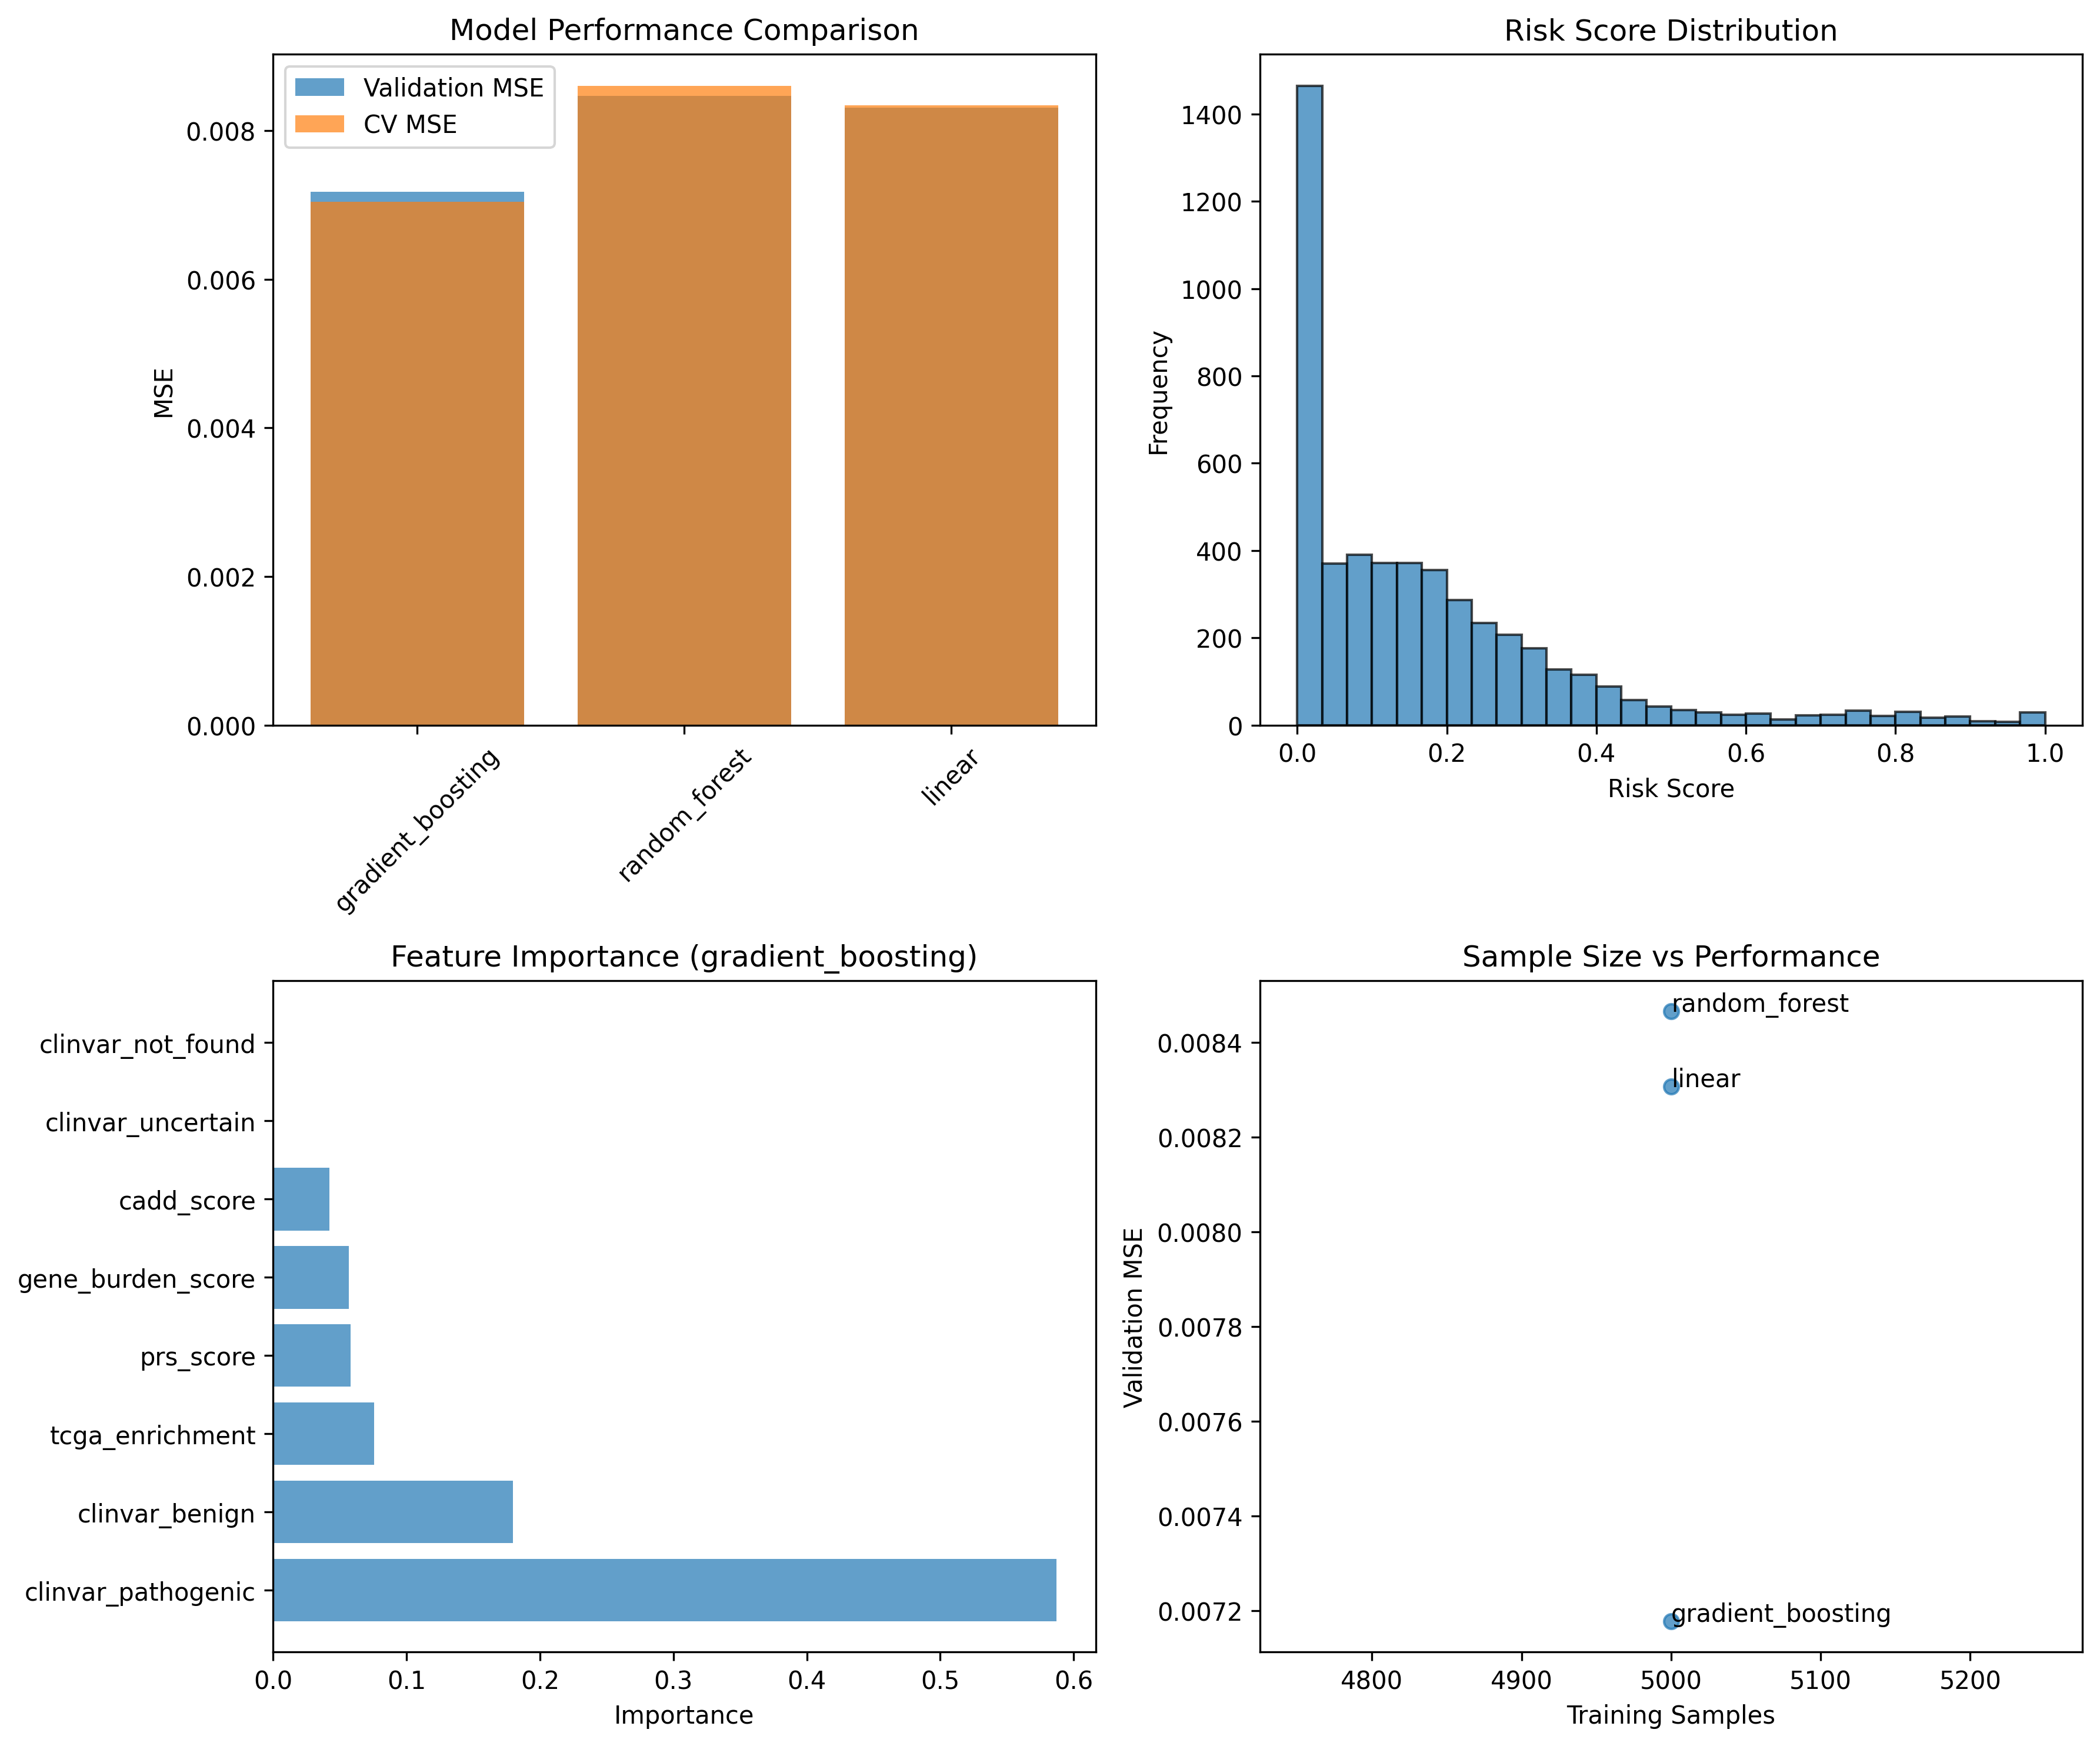 Model Performance Comparison
Validation MSE
CV MSE
MSE
0.008
0.006
0.004
0.002
0.000
gradient_boosting
random_forest
linear
Risk Score Distribution
Frequency
1400
1200
1000
800
600
400
200
0
0.0 0.2 0.4 0.6 0.8 1.0
Risk Score
Feature Importance (gradient_boosting)
clinvar_not_found
clinvar_uncertain
cadd_score
gene_burden_score
prs_score
tcga_enrichment
clinvar_benign
clinvar_pathogenic
0.0 0.1 0.2 0.3 0.4 0.5 0.6
Importance
Sample Size vs Performance
Validation MSE
0.0084
0.0082
0.0080
0.0078
0.0076
0.0074
0.0072
random_forest
linear
gradient_boosting
4800 4900 5000 5100 5200
Training Samples